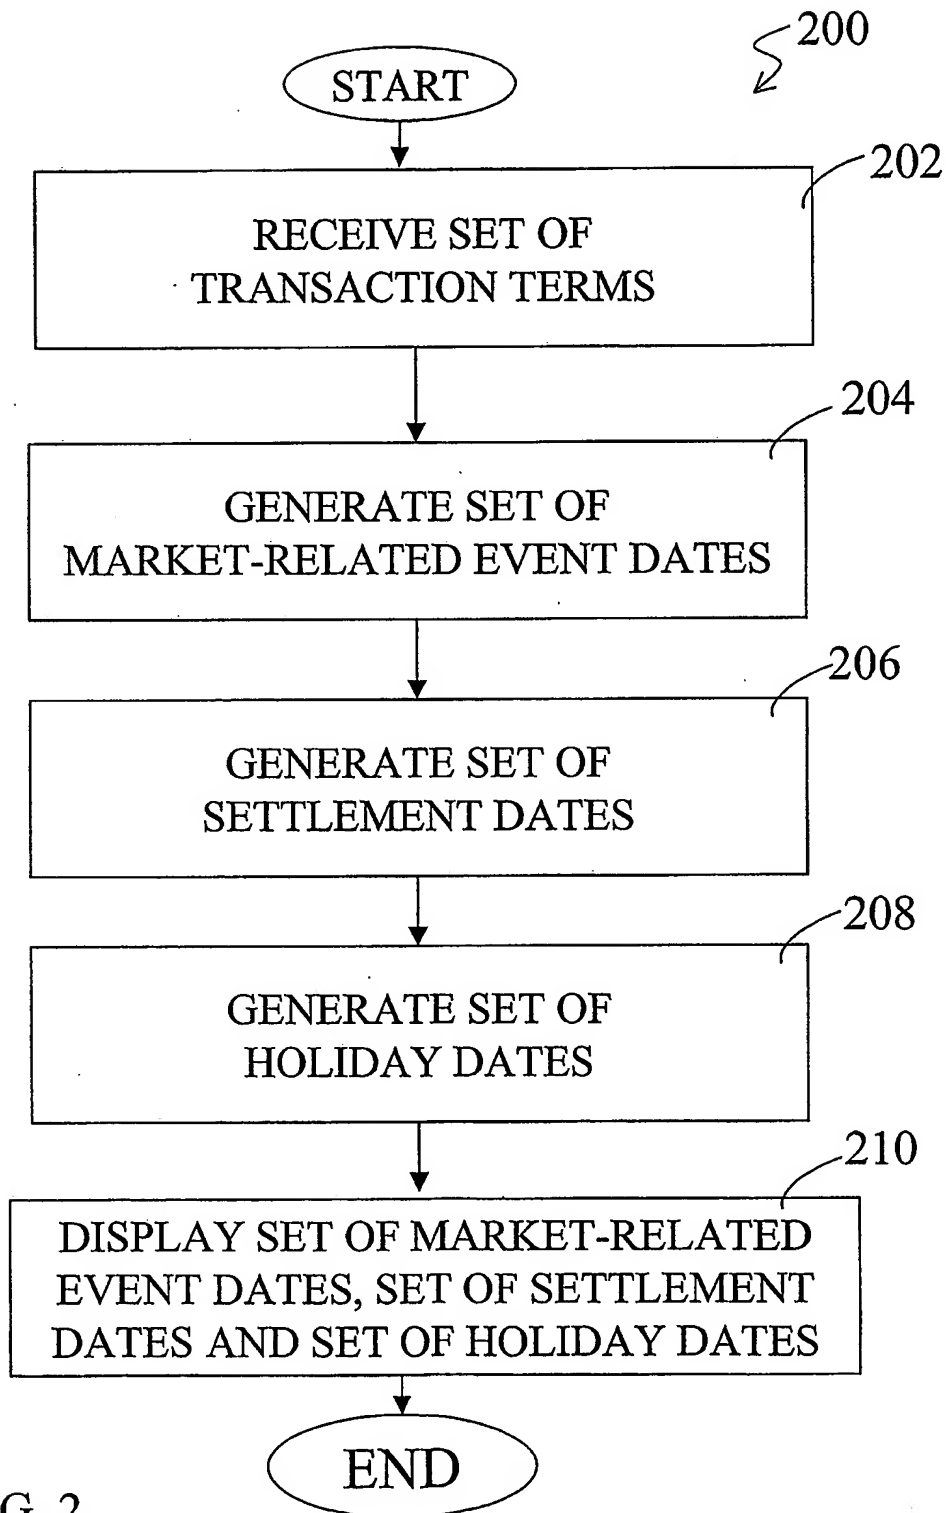 200
START
202
RECEIVE SET OF
TRANSACTION TERMS
204
GENERATE SET OF
MARKET-RELATED EVENT DATES
206
GENERATE SET OF
SETTLEMENT DATES
208
GENERATE SET OF
HOLIDAY DATES
210
DISPLAY SET OF MARKET-RELATED
EVENT DATES, SET OF SETTLEMENT
DATES AND SET OF HOLIDAY DATES
END
G. 2